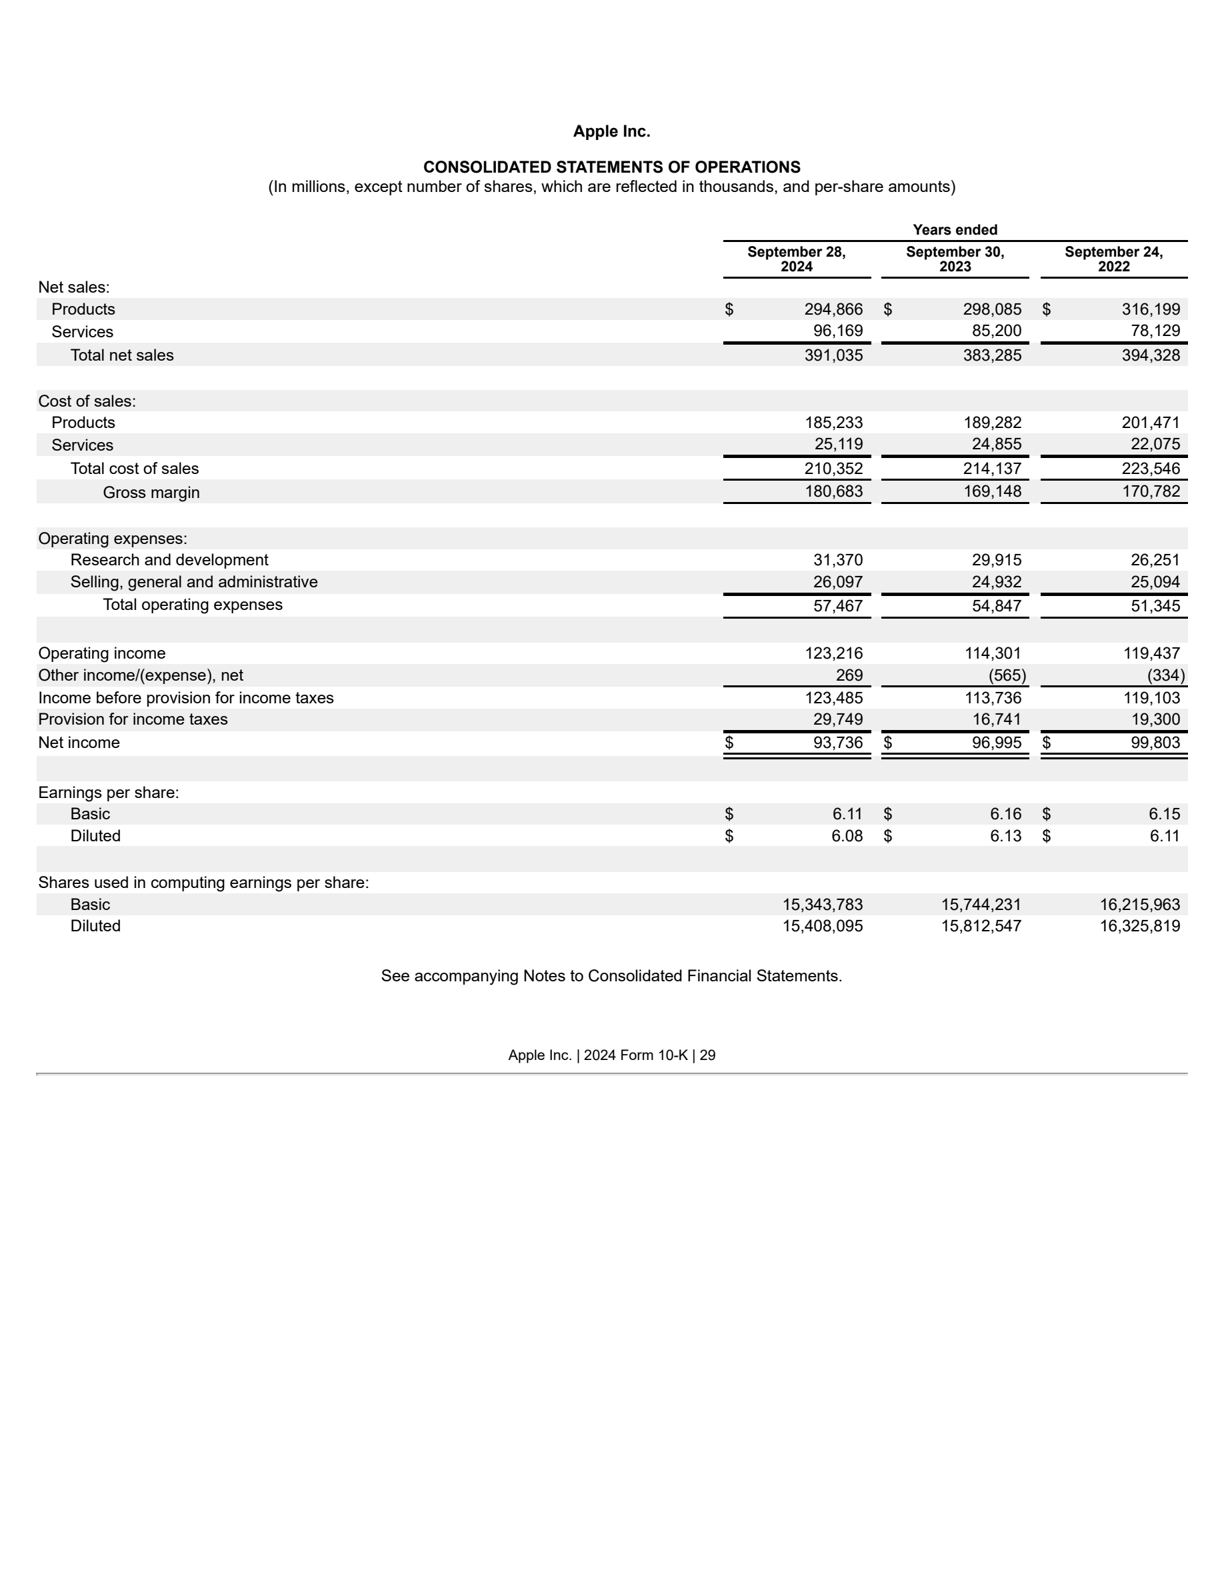 Apple Inc.
CONSOLIDATED STATEMENTS OF OPERATIONS
(In millions, except number of shares, which are reflected in thousands, and per-share amounts)
Years ended
September 28, 2024 September 30, 2023 September 24, 2022
Net sales:
Products $ 294,866 $ 298,085 $ 316,199
Services 96,169 85,200 78,129
Total net sales 391,035 383,285 394,328
Cost of sales:
Products 185,233 189,282 201,471
Services 25,119 24,855 22,075
Total cost of sales 210,352 214,137 223,546
Gross margin 180,683 169,148 170,782
Operating expenses:
Research and development 31,370 29,915 26,251
Selling, general and administrative 26,097 24,932 25,094
Total operating expenses 57,467 54,847 51,345
Operating income 123,216 114,301 119,437
Other income/(expense), net 269 (565) (334)
Income before provision for income taxes 123,485 113,736 119,103
Provision for income taxes 29,749 16,741 19,300
Net income $ 93,736 $ 96,995 $ 99,803
Earnings per share:
Basic $ 6.11 $ 6.16 $ 6.15
Diluted $ 6.08 $ 6.13 $ 6.11
Shares used in computing earnings per share:
Basic 15,343,783 15,744,231 16,215,963
Diluted 15,408,095 15,812,547 16,325,819
See accompanying Notes to Consolidated Financial Statements.
Apple Inc. | 2024 Form 10-K | 29